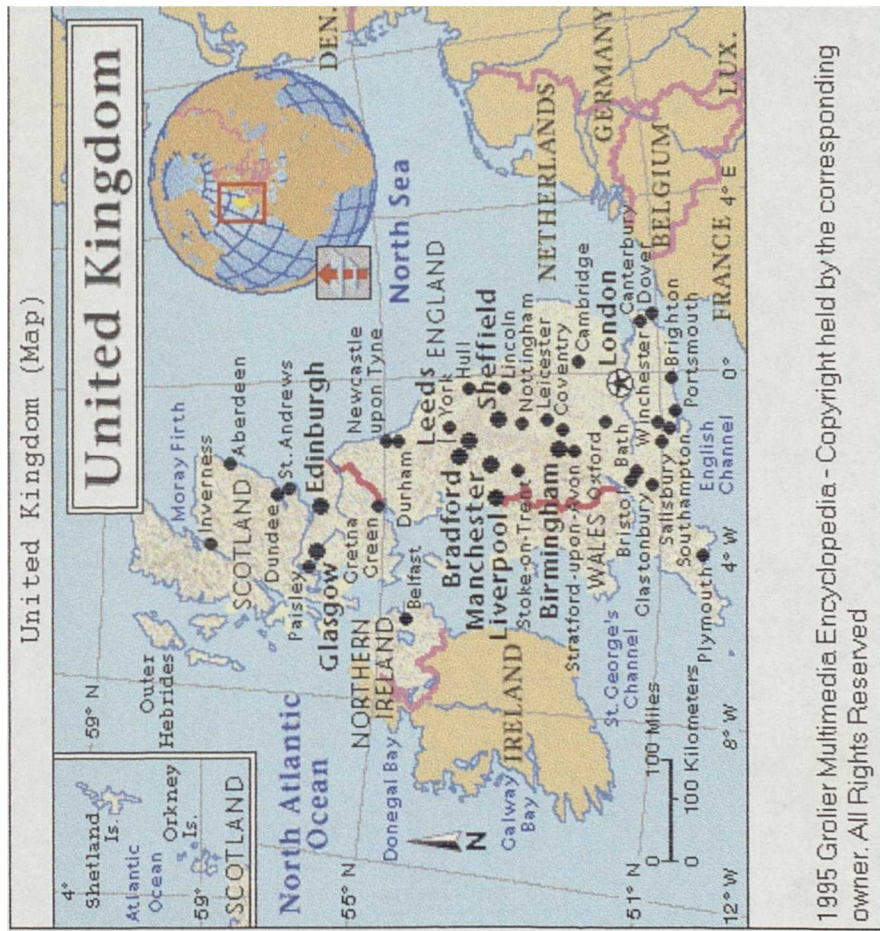 United Kingdom (Map)
United Kingdom
4°
Shetland
Is.
Atlantic
Ocean
Orkney
Is.
59°
SCOTLAND
59° N
Outer
Hebrides
Moray Firth
Inverness
Aberdeen
SCOTLAND
Dundee
St. Andrews
Paisley
Edinburgh
Glasgow
North Atlantic
Ocean
55° N
NORTHERN
IRELAND
Gretna
Green
Newcastle
upon Tyne
DEN.
North Sea
Donegal Bay
Belfast
Durham
Leeds
ENGLAND
York
Bradford
Hull
Manchester
Sheffield
Liverpool
Lincoln
Stoke-on-Trent
Nottingham
N
Galway
Bay
IRELAND
Birmingham
Leicester
Coventry
Stratford-upon-Avon
Cambridge
NETHERLANDS
GERMANY
WALES
Oxford
London
St. George's
Channel
Bristol
Bath
Canterbury
Glastonbury
Winchester
Dover
BELGIUM
Salisbury
Southampton
Brighton
Portsmouth
51° N
0 100 Miles
0 100 Kilometers
Plymouth
English
Channel
FRANCE
LUX.
12° W
8° W
4° W
0°
4° E
1995 Grolier Multimedia Encyclopedia - Copyright held by the corresponding
owner. All Rights Reserved